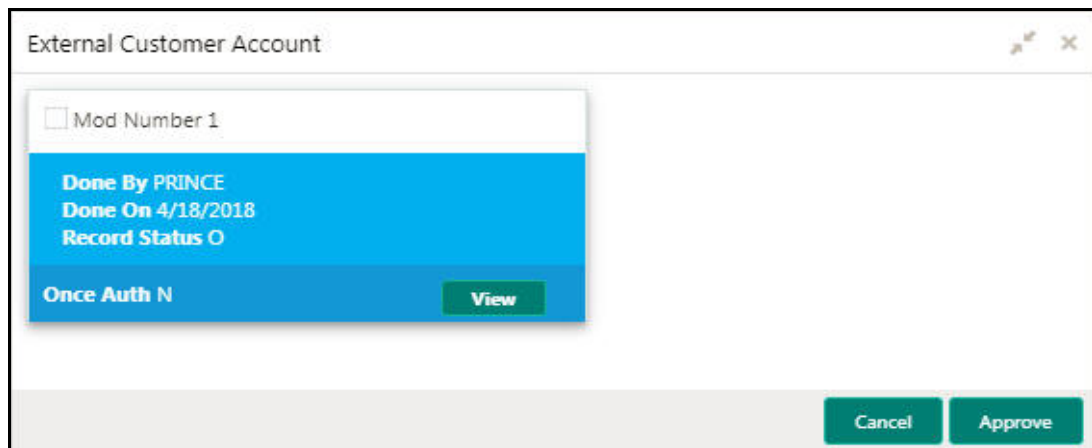 External Customer Account
Mod Number 1
Done By PRINCE
Done On 4/18/2018
Record Status O
Once Auth N
View
Cancel
Approve